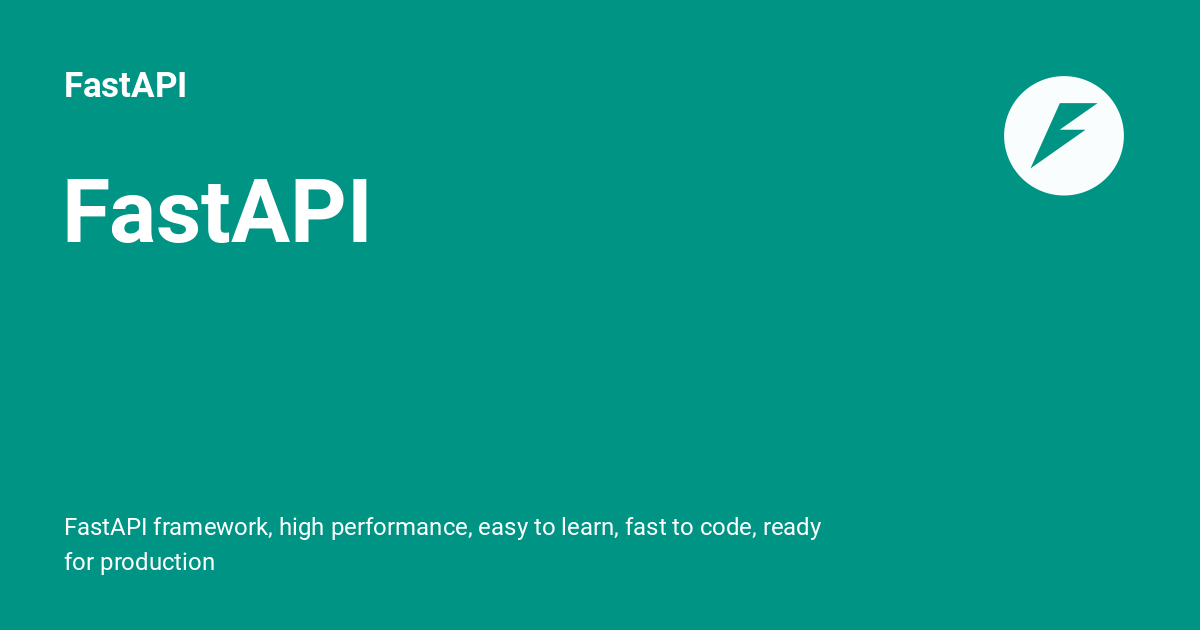 FastAPI
FastAPI
FastAPI framework, high performance, easy to learn, fast to code, ready
for production